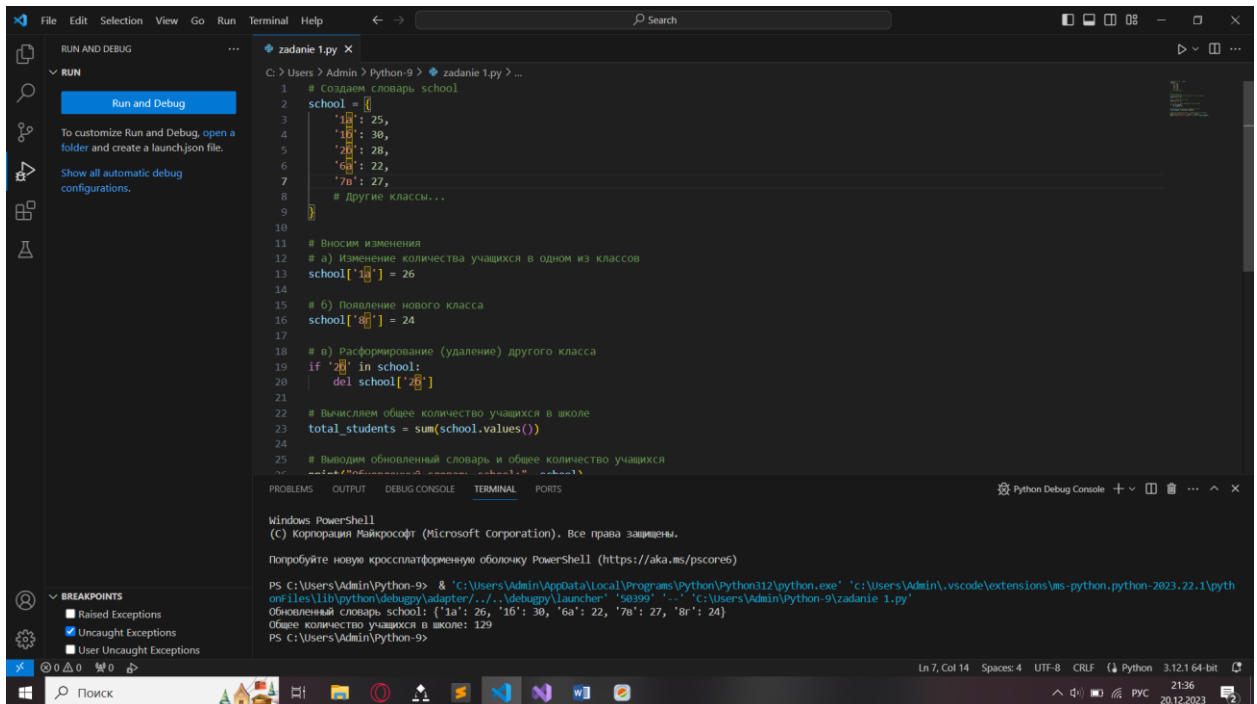 File Edit Selection View Go Run Terminal Help
Search
RUN AND DEBUG
RUN
Run and Debug
To customize Run and Debug, open a
folder and create a launch.json file.
Show all automatic debug
configurations.
zadanie 1.py
C: > Users > Admin > Python-9 > zadanie 1.py > ...
1 # Создаем словарь school
2 school = {
3 '1а': 25,
4 '1б': 30,
5 '2б': 28,
6 '6а': 22,
7 '7в': 27,
8 # Другие классы...
9 }
10
11 # Вносим изменения
12 # а) Изменение количества учащихся в одном из классов
13 school['1а'] = 26
14
15 # б) Появление нового класса
16 school['8г'] = 24
17
18 # в) Расформирование (удаление) другого класса
19 if '2б' in school:
20 del school['2б']
21
22 # Вычисляем общее количество учащихся в школе
23 total_students = sum(school.values())
24
25 # Выводим обновленный словарь и общее количество учащихся
26 print("Обновленный словарь school:", school)
PROBLEMS OUTPUT DEBUG CONSOLE TERMINAL PORTS
Python Debug Console
Windows PowerShell
(C) Корпорация Майкрософт (Microsoft Corporation). Все права защищены.
Попробуйте новую кроссплатформенную оболочку PowerShell (https://aka.ms/pscore6)
PS C:\Users\Admin\Python-9> & 'C:\Users\Admin\AppData\Local\Programs\Python\Python312\python.exe' 'c:\Users\Admin\.vscode\extensions\ms-python.python-2023.22.1\pyth
onFiles\lib\python\debugpy\adapter/../..\debugpy\launcher' '50399' '--' 'C:\Users\Admin\Python-9\zadanie 1.py'
Обновленный словарь school: {'1а': 26, '1б': 30, '6а': 22, '7в': 27, '8г': 24}
Общее количество учащихся в школе: 129
PS C:\Users\Admin\Python-9>
BREAKPOINTS
Raised Exceptions
Uncaught Exceptions
User Uncaught Exceptions
0 0 0 Ln 7, Col 14 Spaces: 4 UTF-8 CRLF Python 3.12.1 64-bit
Поиск
РУС
21:36
20.12.2023
2